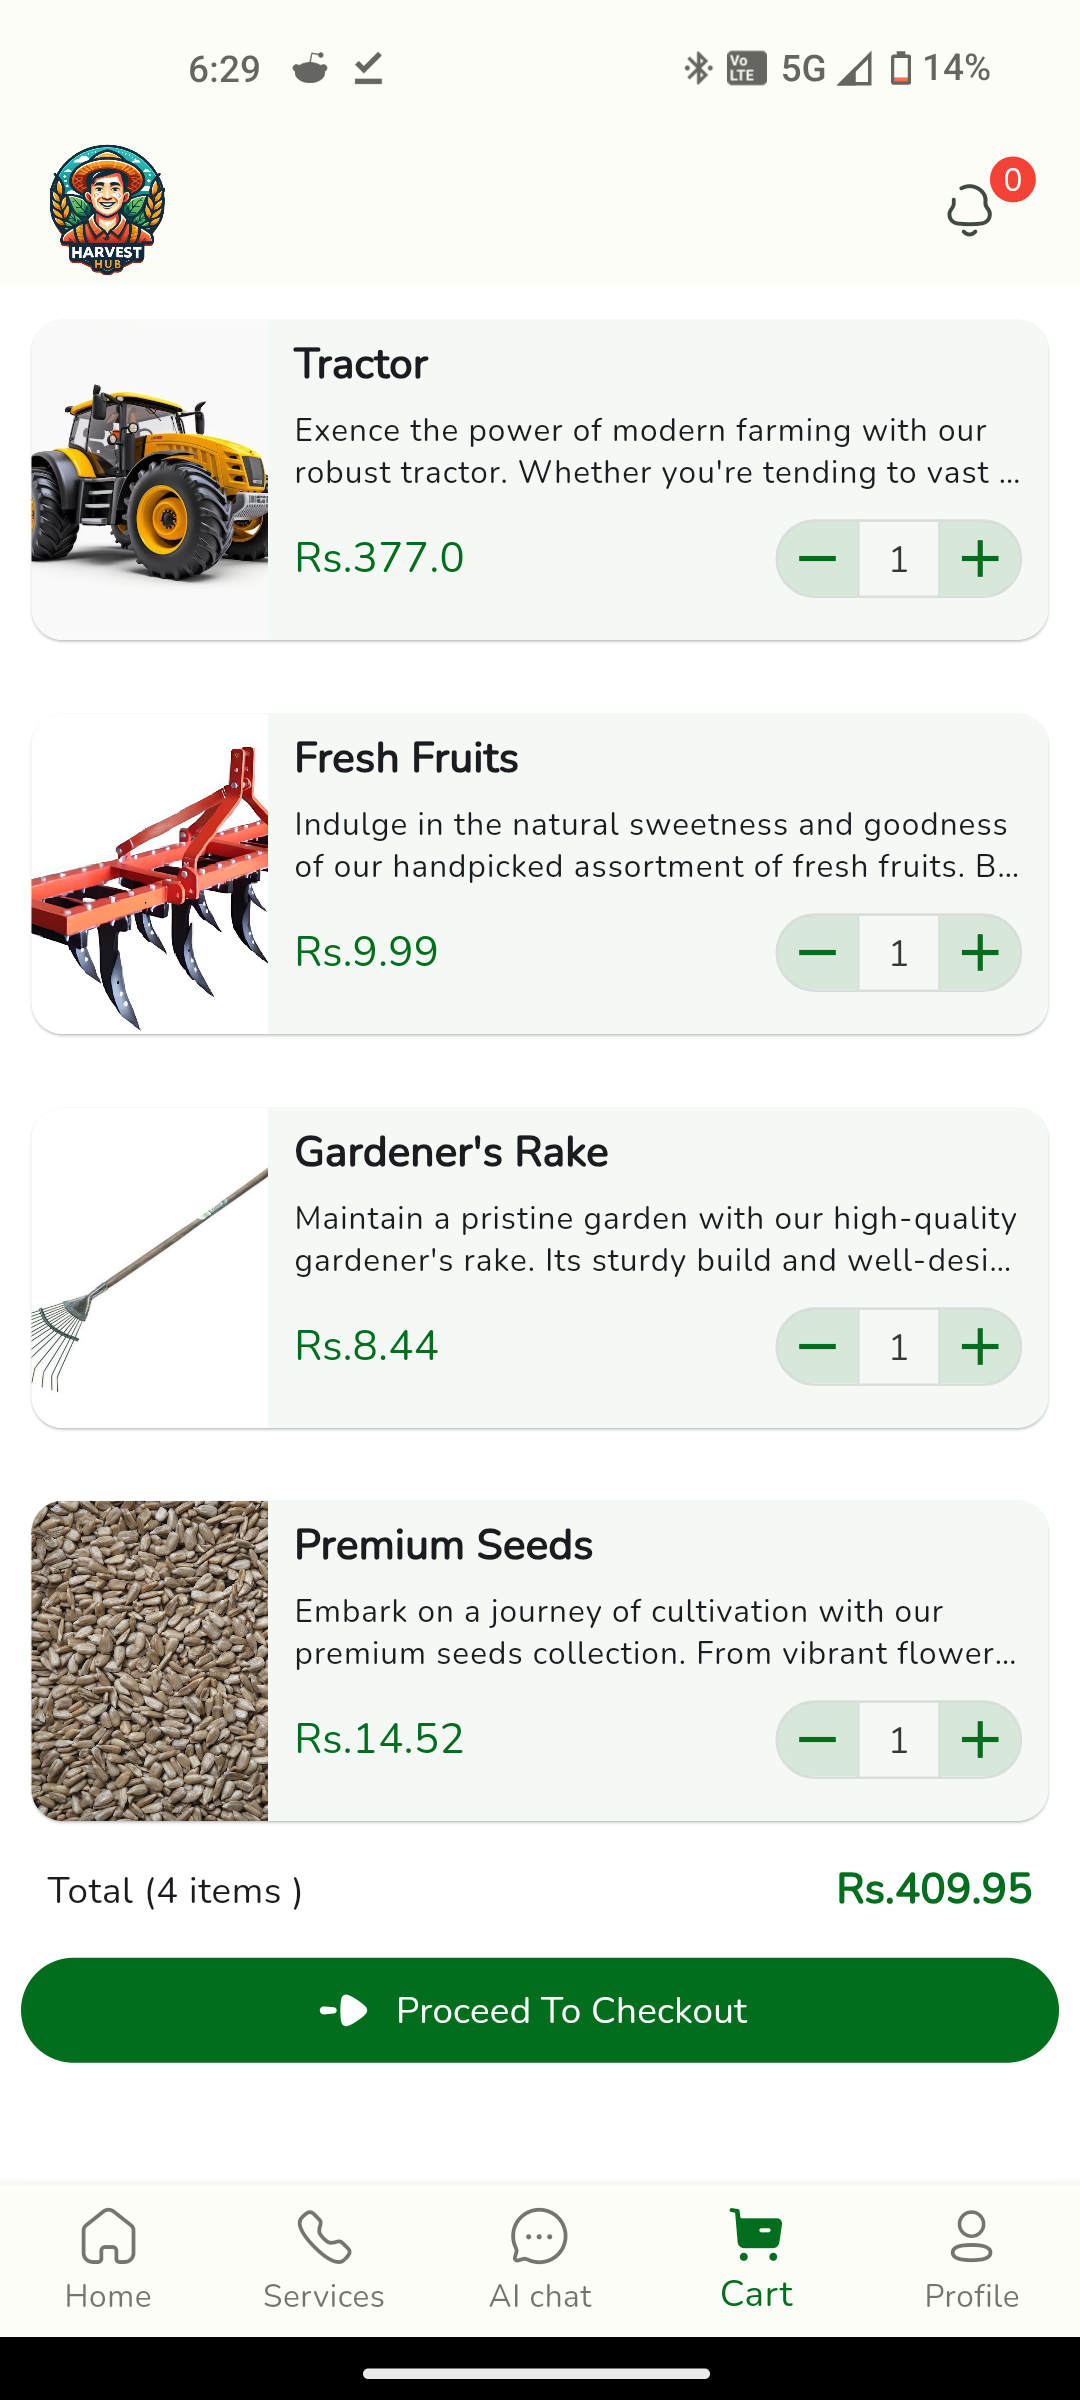 6:29
Vo LTE 5G 14%
HARVEST
HUB
0
Tractor
Exence the power of modern farming with our
robust tractor. Whether you're tending to vast ...
Rs.377.0
1
Fresh Fruits
Indulge in the natural sweetness and goodness
of our handpicked assortment of fresh fruits. B...
Rs.9.99
1
Gardener's Rake
Maintain a pristine garden with our high-quality
gardener's rake. Its sturdy build and well-desi...
Rs.8.44
1
Premium Seeds
Embark on a journey of cultivation with our
premium seeds collection. From vibrant flower...
Rs.14.52
1
Total (4 items )
Rs.409.95
Proceed To Checkout
Home
Services
AI chat
Cart
Profile